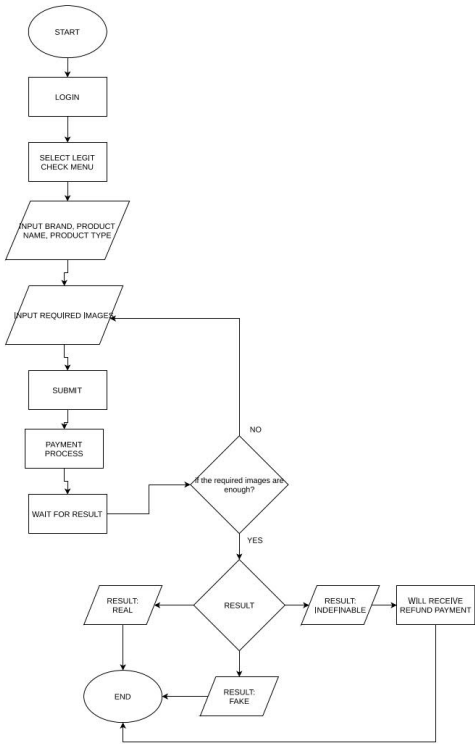 START
LOGIN
SELECT LEGIT
CHECK MENU
INPUT BRAND, PRODUCT
NAME, PRODUCT TYPE
INPUT REQUIRED IMAGES
SUBMIT
PAYMENT
PROCESS
WAIT FOR RESULT
NO
If the required images are
enough?
YES
RESULT
RESULT:
REAL
RESULT:
INDEFINABLE
WILL RECEIVE
REFUND PAYMENT
RESULT:
FAKE
END